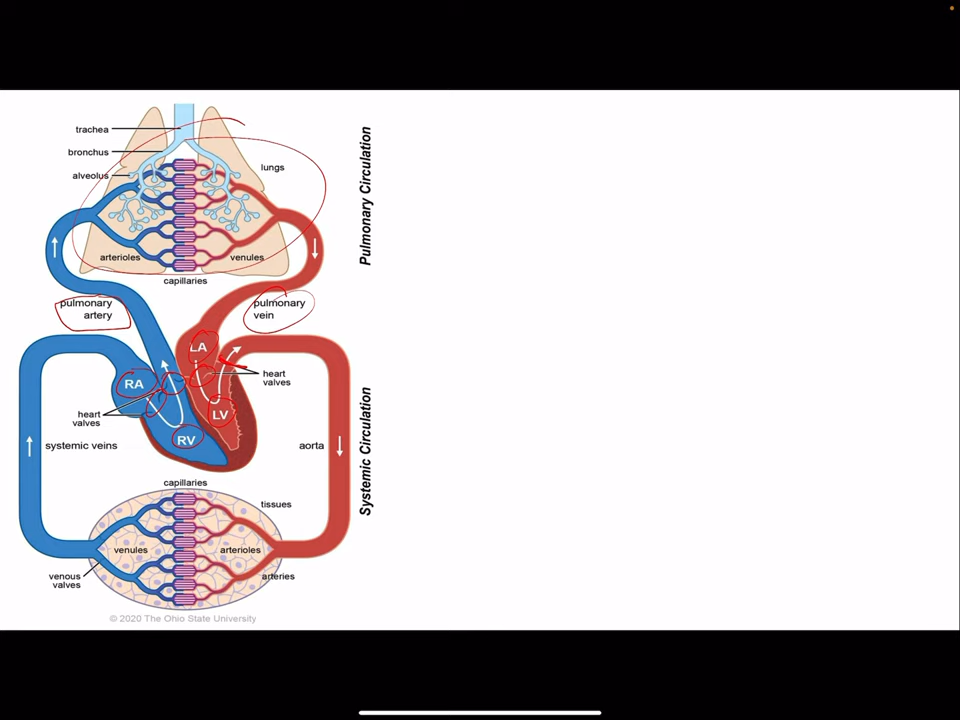 trachea
bronchus
alveolus
lungs
arterioles
venules
capillaries
pulmonary
artery
pulmonary
vein
LA
RA
heart
valves
LV
heart
valves
RV
systemic veins
aorta
capillaries
tissues
venules
arterioles
venous
valves
arteries
© 2020 The Ohio State University
Pulmonary Circulation
Systemic Circulation